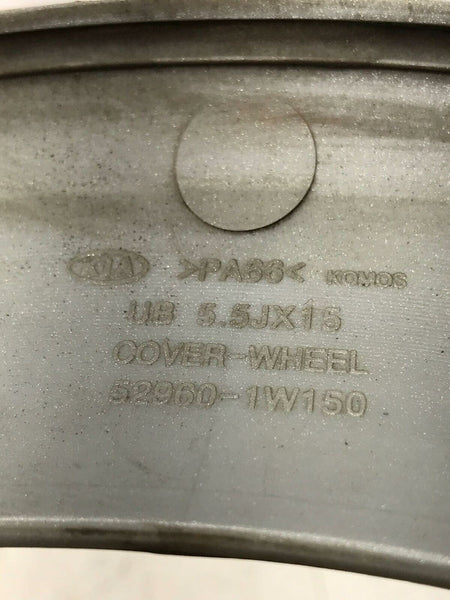 KIA >PA66< KOMOS
UB 5.5JX15
COVER-WHEEL
52960-1W150